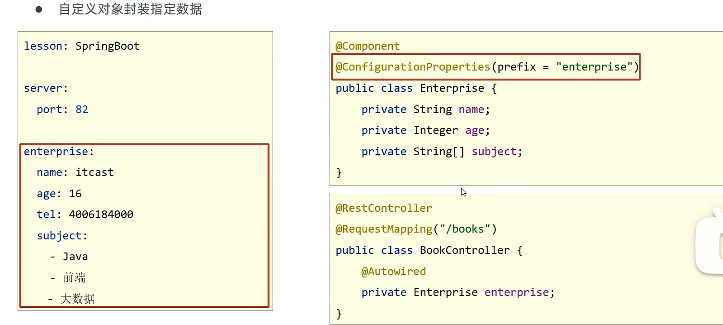 ● 自定义对象封装指定数据
lesson: SpringBoot
server:
  port: 82
enterprise:
  name: itcast
  age: 16
  tel: 4006184000
  subject:
    - Java
    - 前端
    - 大数据
@Component
@ConfigurationProperties(prefix = "enterprise")
public class Enterprise {
    private String name;
    private Integer age;
    private String[] subject;
}
@RestController
@RequestMapping("/books")
public class BookController {
    @Autowired
    private Enterprise enterprise;
}